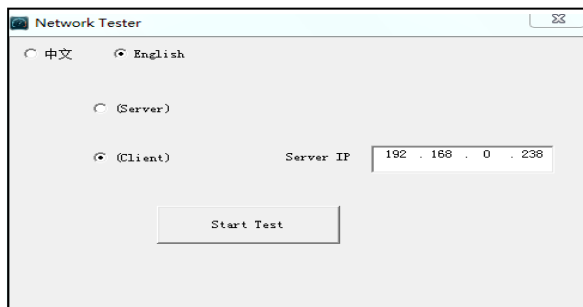 Network Tester
中文 English
(Server)
(Client) Server IP 192 . 168 . 0 . 238
Start Test